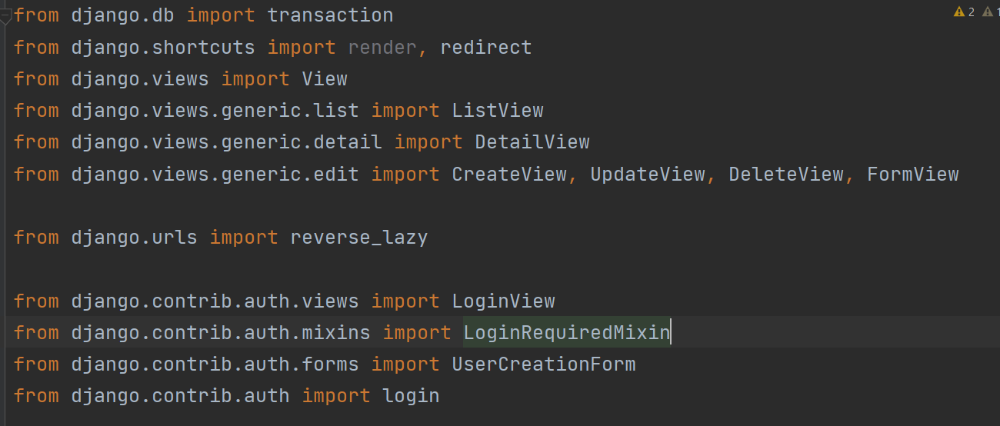 from django.db import transaction
from django.shortcuts import render, redirect
from django.views import View
from django.views.generic.list import ListView
from django.views.generic.detail import DetailView
from django.views.generic.edit import CreateView, UpdateView, DeleteView, FormView
from django.urls import reverse_lazy
from django.contrib.auth.views import LoginView
from django.contrib.auth.mixins import LoginRequiredMixin
from django.contrib.auth.forms import UserCreationForm
from django.contrib.auth import login
2